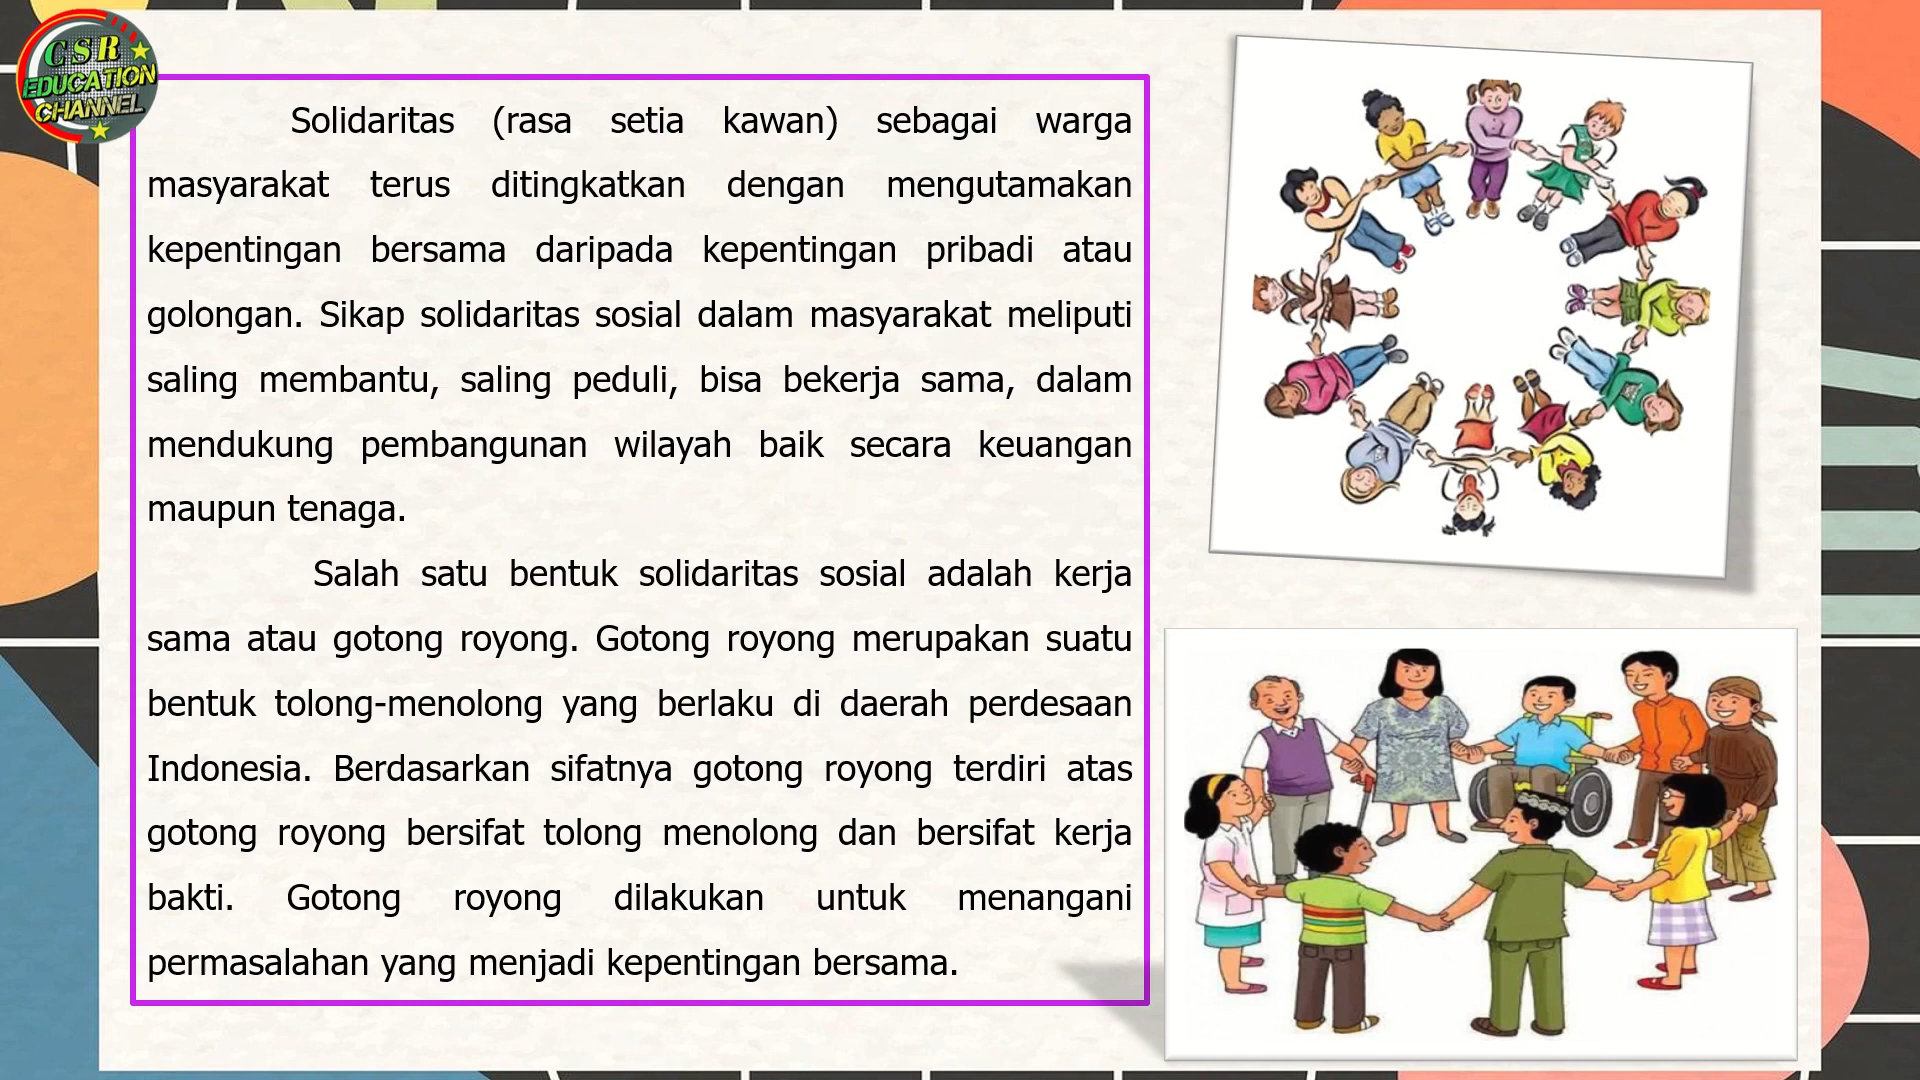 CSR
EDUCATION
CHANNEL
Solidaritas (rasa setia kawan) sebagai warga
masyarakat terus ditingkatkan dengan mengutamakan
kepentingan bersama daripada kepentingan pribadi atau
golongan. Sikap solidaritas sosial dalam masyarakat meliputi
saling membantu, saling peduli, bisa bekerja sama, dalam
mendukung pembangunan wilayah baik secara keuangan
maupun tenaga.
Salah satu bentuk solidaritas sosial adalah kerja
sama atau gotong royong. Gotong royong merupakan suatu
bentuk tolong-menolong yang berlaku di daerah perdesaan
Indonesia. Berdasarkan sifatnya gotong royong terdiri atas
gotong royong bersifat tolong menolong dan bersifat kerja
bakti. Gotong royong dilakukan untuk menangani
permasalahan yang menjadi kepentingan bersama.